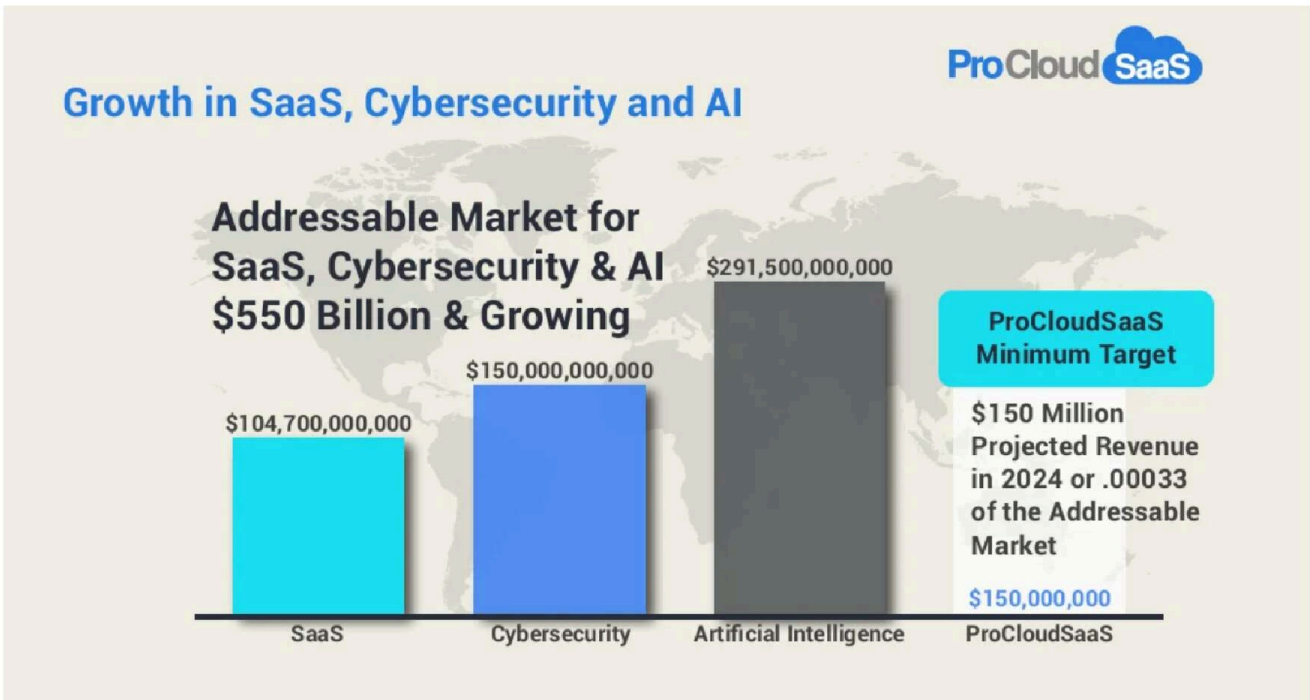 ProCloud SaaS
Growth in SaaS, Cybersecurity and AI
Addressable Market for
SaaS, Cybersecurity & AI
$550 Billion & Growing
$104,700,000,000
$150,000,000,000
$291,500,000,000
ProCloudSaaS
Minimum Target
$150 Million
Projected Revenue
in 2024 or .00033
of the Addressable
Market
$150,000,000
SaaS
Cybersecurity
Artificial Intelligence
ProCloudSaaS